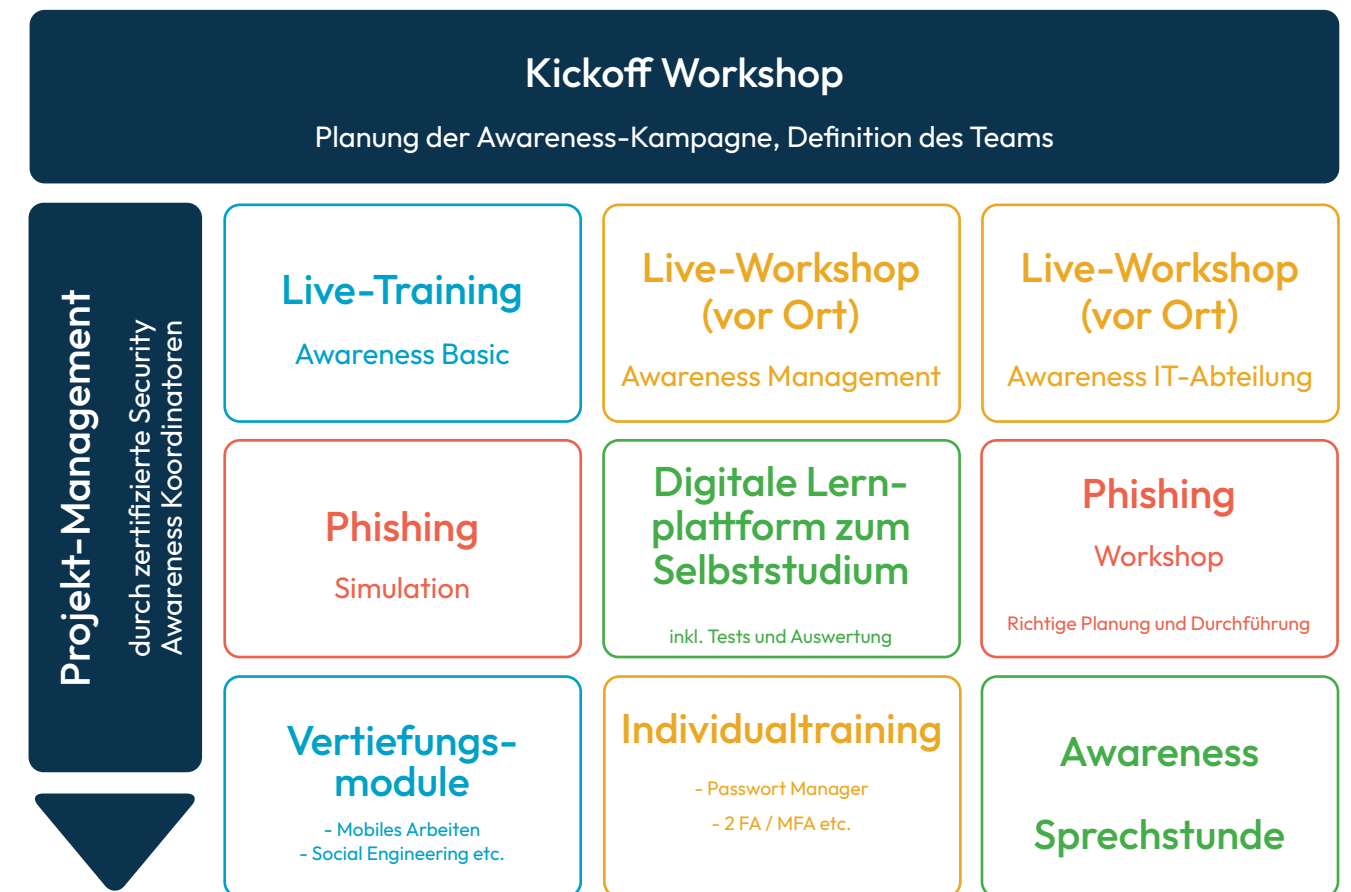 Kickoff Workshop
Planung der Awareness-Kampagne, Definition des Teams
Projekt-Management
durch zertifizierte Security
Awareness Koordinatoren
Live-Training
Awareness Basic
Live-Workshop
(vor Ort)
Awareness Management
Live-Workshop
(vor Ort)
Awareness IT-Abteilung
Phishing
Simulation
Digitale Lern-
plattform zum
Selbststudium
inkl. Tests und Auswertung
Phishing
Workshop
Richtige Planung und Durchführung
Vertiefungs-
module
- Mobiles Arbeiten
- Social Engineering etc.
Individualtraining
- Passwort Manager
- 2 FA / MFA etc.
Awareness
Sprechstunde